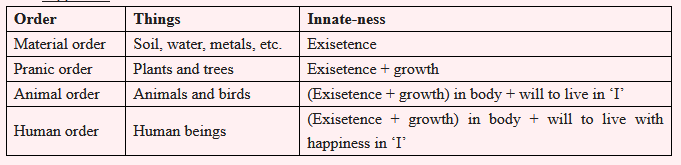 Order Things Innate-ness
Material order Soil, water, metals, etc. Exisetence
Pranic order Plants and trees Exisetence + growth
Animal order Animals and birds (Exisetence + growth) in body + will to live in ‘I’
Human order Human beings (Exisetence + growth) in body + will to live with
happiness in ‘I’